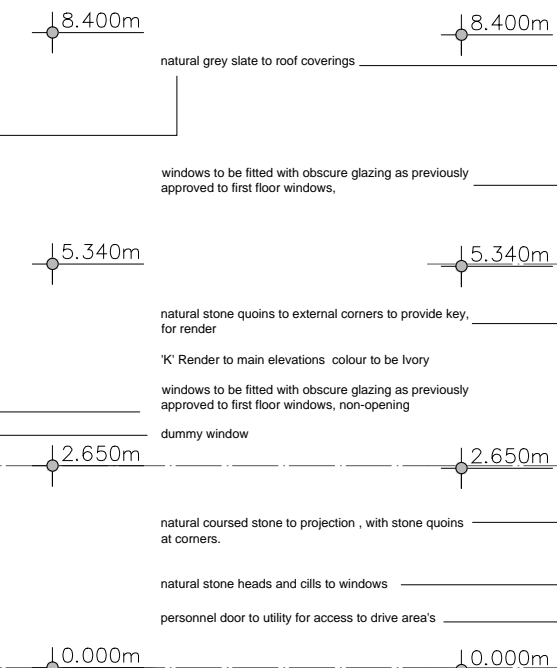 8.400m
8.400m
natural grey slate to roof coverings
windows to be fitted with obscure glazing as previously
approved to first floor windows,
5.340m
5.340m
natural stone quoins to external corners to provide key,
for render
'K' Render to main elevations colour to be Ivory
windows to be fitted with obscure glazing as previously
approved to first floor windows, non-opening
dummy window
2.650m
2.650m
natural coursed stone to projection , with stone quoins
at corners.
natural stone heads and cills to windows
personnel door to utility for access to drive area's
0.000m
0.000m